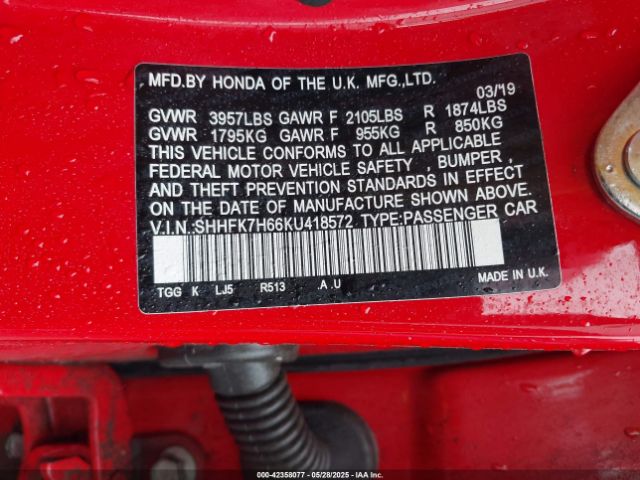 MFD.BY HONDA OF THE U.K. MFG.,LTD.
03/'19
GVWR 3957LBS GAWR F 2105LBS R 1874LBS
GVWR 1795KG GAWR F 955KG R 850KG
THIS VEHICLE CONFORMS TO ALL APPLICABLE
FEDERAL MOTOR VEHICLE SAFETY , BUMPER ,
AND THEFT PREVENTION STANDARDS IN EFFECT
ON THE DATE OF MANUFACTURE SHOWN ABOVE.
V.I.N.:SHHFK7H66KU418572 TYPE:PASSENGER CAR
TGG K LJ5 R513 .A .U MADE IN U.K.
000-42358077 | 05/28/2025 | IAA, Inc.